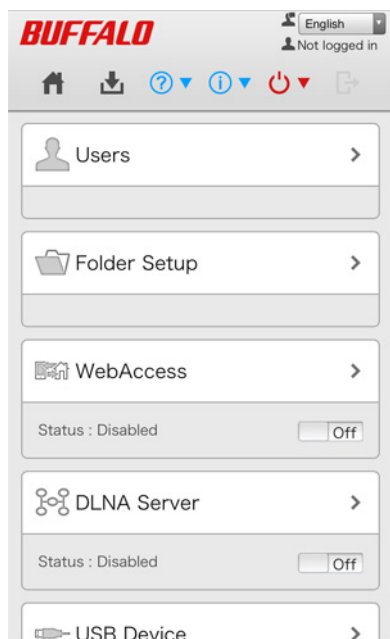 BUFFALO
English
Not logged in
Users
Folder Setup
WebAccess
Status : Disabled
Off
DLNA Server
Status : Disabled
Off
USB Device